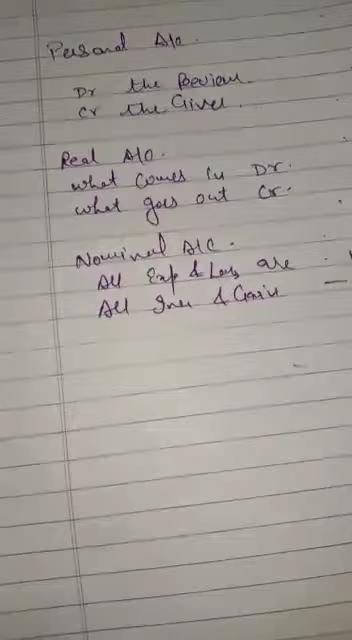 Personal A/c.
Dr the Reciever
Cr the Giver.
Real A/c.
what comes in Dr.
what goes out Cr.
Nominal A/C.
All Exp & Loss are
All Inc & Gain —